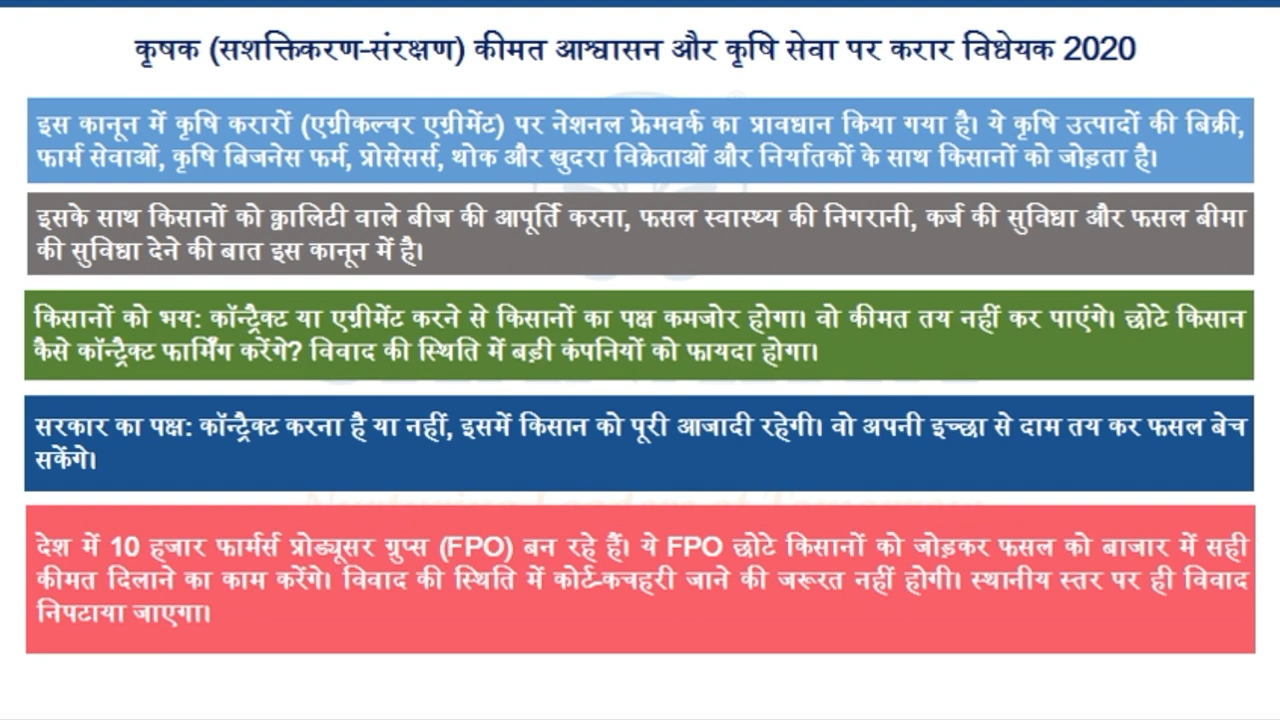 कृषक (सशक्तिकरण-संरक्षण) कीमत आश्वासन और कृषि सेवा पर करार विधेयक 2020
इस कानून में कृषि करारों (एग्रीकल्चर एग्रीमेंट) पर नेशनल फ्रेमवर्क का प्रावधान किया गया है। ये कृषि उत्पादों की बिक्री,
फार्म सेवाओं, कृषि बिजनेस फर्म, प्रोसेसर्स, थोक और खुदरा विक्रेताओं और निर्यातकों के साथ किसानों को जोड़ता है।
इसके साथ किसानों को क्वालिटी वाले बीज की आपूर्ति करना, फसल स्वास्थ्य की निगरानी, कर्ज की सुविधा और फसल बीमा
की सुविधा देने की बात इस कानून में है।
किसानों को भय: कॉन्ट्रैक्ट या एग्रीमेंट करने से किसानों का पक्ष कमजोर होगा। वो कीमत तय नहीं कर पाएंगे। छोटे किसान
कैसे कॉन्ट्रैक्ट फार्मिंग करेंगे? विवाद की स्थिति में बड़ी कंपनियों को फायदा होगा।
सरकार का पक्ष: कॉन्ट्रैक्ट करना है या नहीं, इसमें किसान को पूरी आजादी रहेगी। वो अपनी इच्छा से दाम तय कर फसल बेच
सकेंगे।
देश में 10 हजार फार्मर्स प्रोड्यूसर ग्रुप्स (FPO) बन रहे हैं। ये FPO छोटे किसानों को जोड़कर फसल को बाजार में सही
कीमत दिलाने का काम करेंगे। विवाद की स्थिति में कोर्ट-कचहरी जाने की जरूरत नहीं होगी। स्थानीय स्तर पर ही विवाद
निपटाया जाएगा।